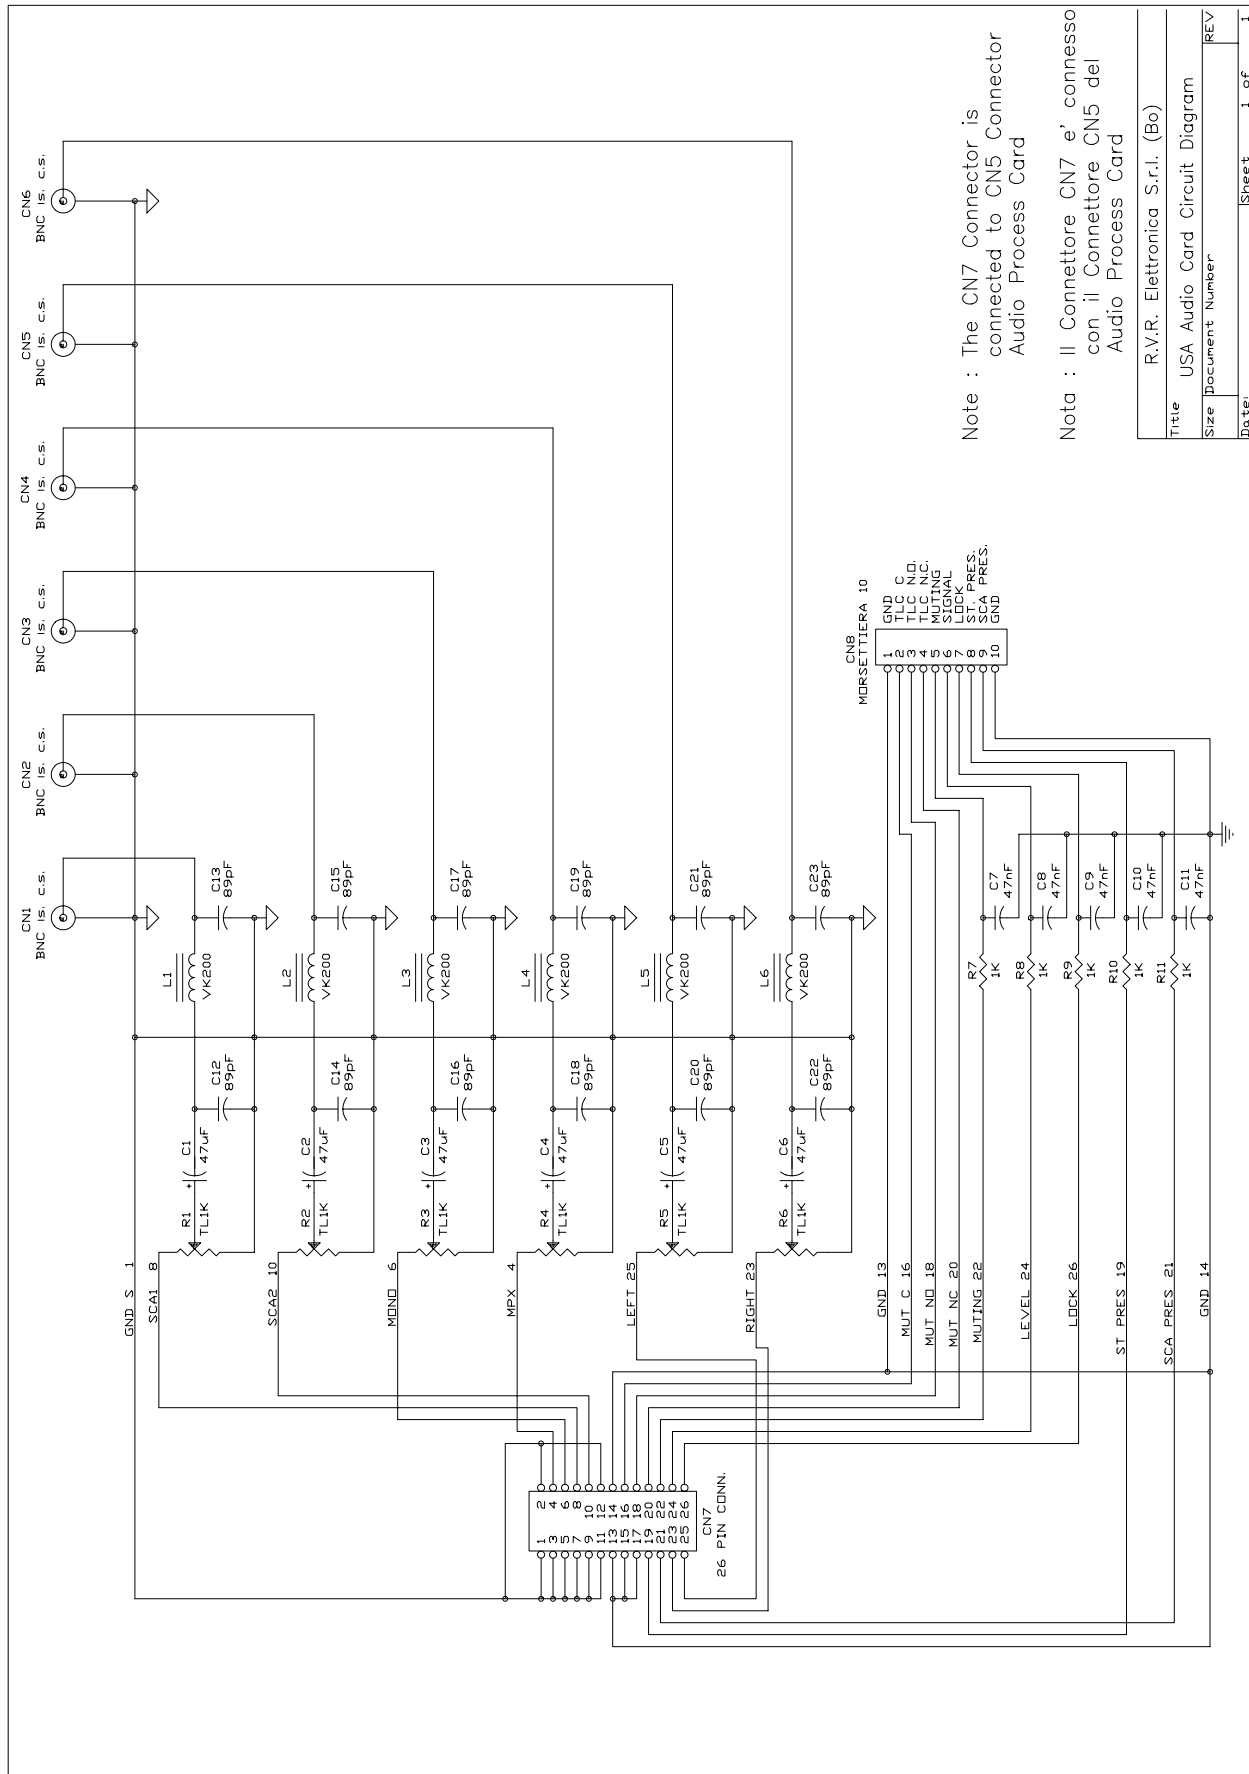 CN1
BNC is. c.s.
CN2
BNC is. c.s.
CN3
BNC is. c.s.
CN4
BNC is. c.s.
CN5
BNC is. c.s.
CN6
BNC is. c.s.
GND S 1
SCA1 8
R1
TL1K
+
C1
47uF
C12
89pF
L1
VK200
C13
89pF
SCA2 10
R2
TL1K
+
C2
47uF
C14
89pF
L2
VK200
C15
89pF
MONO 6
R3
TL1K
+
C3
47uF
C16
89pF
L3
VK200
C17
89pF
MPX 4
R4
TL1K
+
C4
47uF
C18
89pF
L4
VK200
C19
89pF
LEFT 25
R5
TL1K
+
C5
47uF
C20
89pF
L5
VK200
C21
89pF
RIGHT 23
R6
TL1K
+
C6
47uF
C22
89pF
L6
VK200
C23
89pF
1 2
3 4
5 6
7 8
9 10
11 12
13 14
15 16
17 18
19 20
21 22
23 24
25 26
CN7
26 PIN CONN.
GND 13
MUT C 16
MUT NO 18
MUT NC 20
MUTING 22
LEVEL 24
LOCK 26
ST PRES 19
SCA PRES 21
GND 14
R7
1K
C7
47nF
R8
1K
C8
47nF
R9
1K
C9
47nF
R10
1K
C10
47nF
R11
1K
C11
47nF
CN8
MORSETTIERA 10
1 GND
2 TLC C
3 TLC N.O.
4 TLC N.C.
5 MUTING
6 SIGNAL
7 LOCK
8 ST. PRES.
9 SCA PRES.
10 GND
Note : The CN7 Connector is
connected to CN5 Connector
Audio Process Card
Nota : Il Connettore CN7 e' connesso
con il Connettore CN5 del
Audio Process Card
R.V.R. Elettronica S.r.l. (Bo)
Title
USA Audio Card Circuit Diagram
Size Document Number REV
Date: Sheet 1 of 1